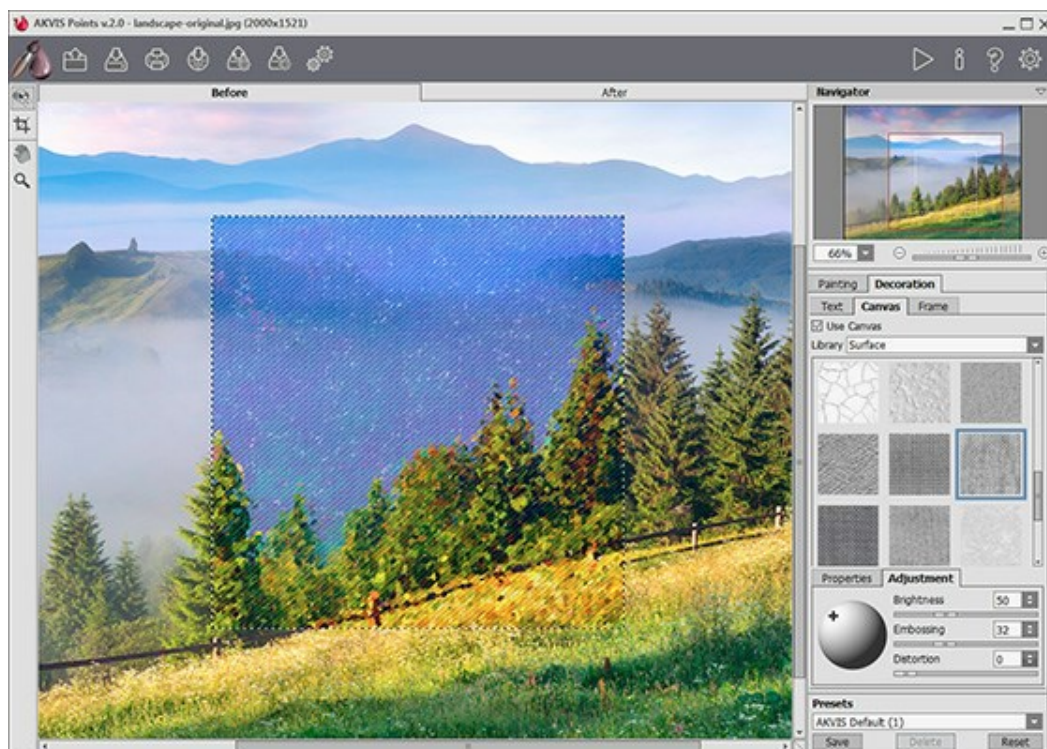 AKVIS Points v.2.0 - landscape-original.jpg (2000x1521)
Before
After
Navigator
66%
Painting
Decoration
Text
Canvas
Frame
Use Canvas
Library
Surface
Properties
Adjustment
Brightness
50
Embossing
32
Distortion
0
Presets
AKVIS Default (1)
Save
Delete
Reset